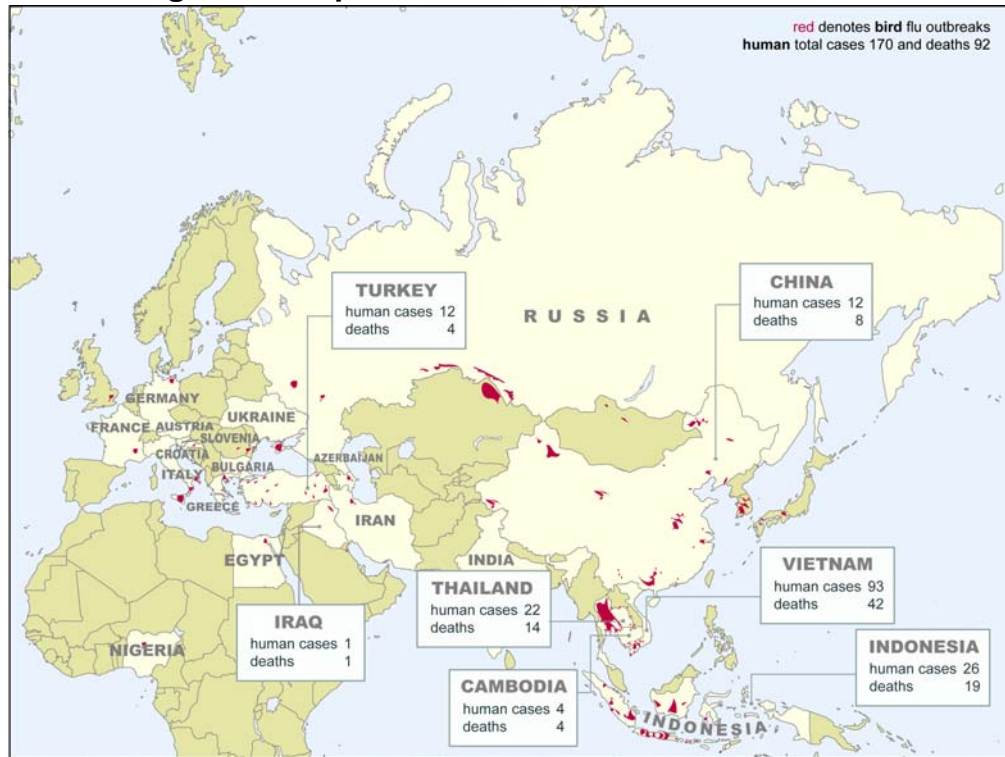 red denotes bird flu outbreaks
human total cases 170 and deaths 92
TURKEY
human cases 12
deaths 4
CHINA
human cases 12
deaths 8
RUSSIA
GERMANY
UKRAINE
FRANCE AUSTRIA
SLOVENIA
CROATIA
AZERBAIJAN
BULGARIA
ITALY
GREECE
IRAN
EGYPT
INDIA
VIETNAM
human cases 93
deaths 42
THAILAND
human cases 22
deaths 14
IRAQ
human cases 1
deaths 1
NIGERIA
INDONESIA
human cases 26
deaths 19
CAMBODIA
human cases 4
deaths 4
INDONESIA